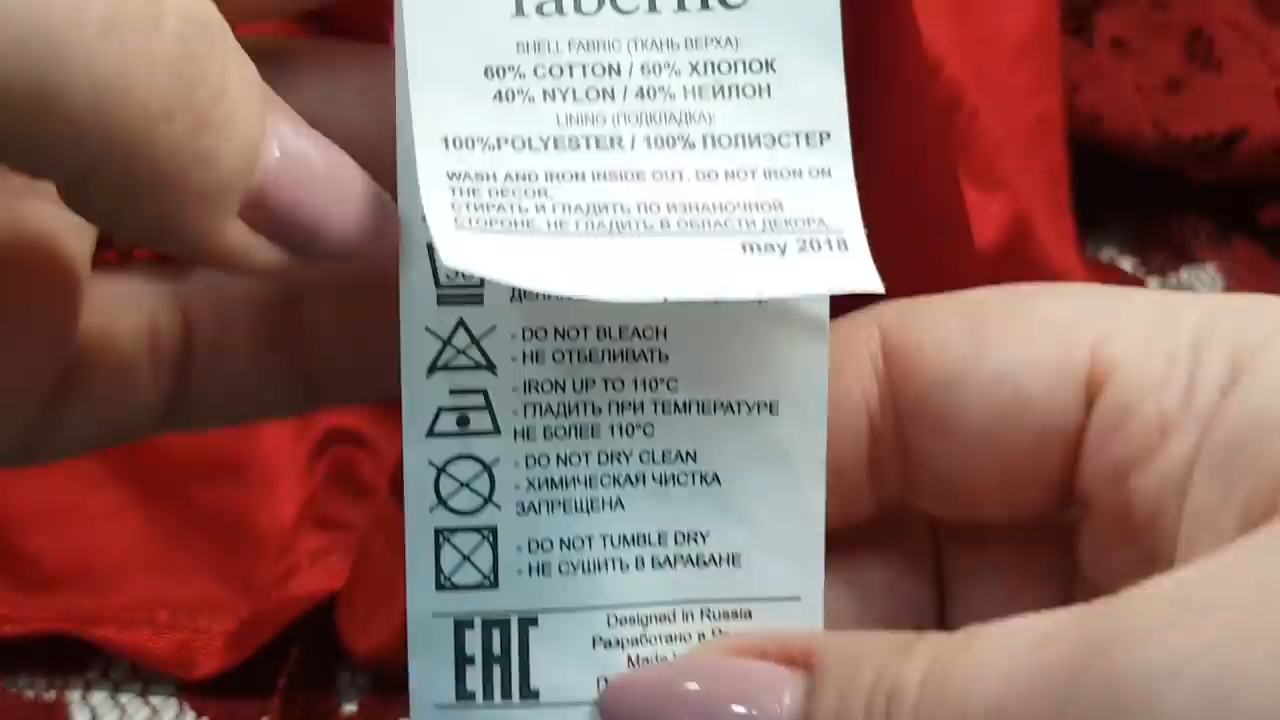 faberlic
SHELL FABRIC (ТКАНЬ ВЕРХА):
60% COTTON / 60% ХЛОПОК
40% NYLON / 40% НЕЙЛОН
LINING (ПОДКЛАДКА):
100%POLYESTER / 100% ПОЛИЭСТЕР
WASH AND IRON INSIDE OUT. DO NOT IRON ON
THE DECOR.
СТИРАТЬ И ГЛАДИТЬ ПО ИЗНАНОЧНОЙ
СТОРОНЕ. НЕ ГЛАДИТЬ В ОБЛАСТИ ДЕКОРА.
may 2018
- DO NOT BLEACH
- НЕ ОТБЕЛИВАТЬ
- IRON UP TO 110°C
- ГЛАДИТЬ ПРИ ТЕМПЕРАТУРЕ
НЕ БОЛЕЕ 110°C
- DO NOT DRY CLEAN
- ХИМИЧЕСКАЯ ЧИСТКА
ЗАПРЕЩЕНА
- DO NOT TUMBLE DRY
- НЕ СУШИТЬ В БАРАБАНЕ
EAC
Designed in Russia
Разработано в
Made